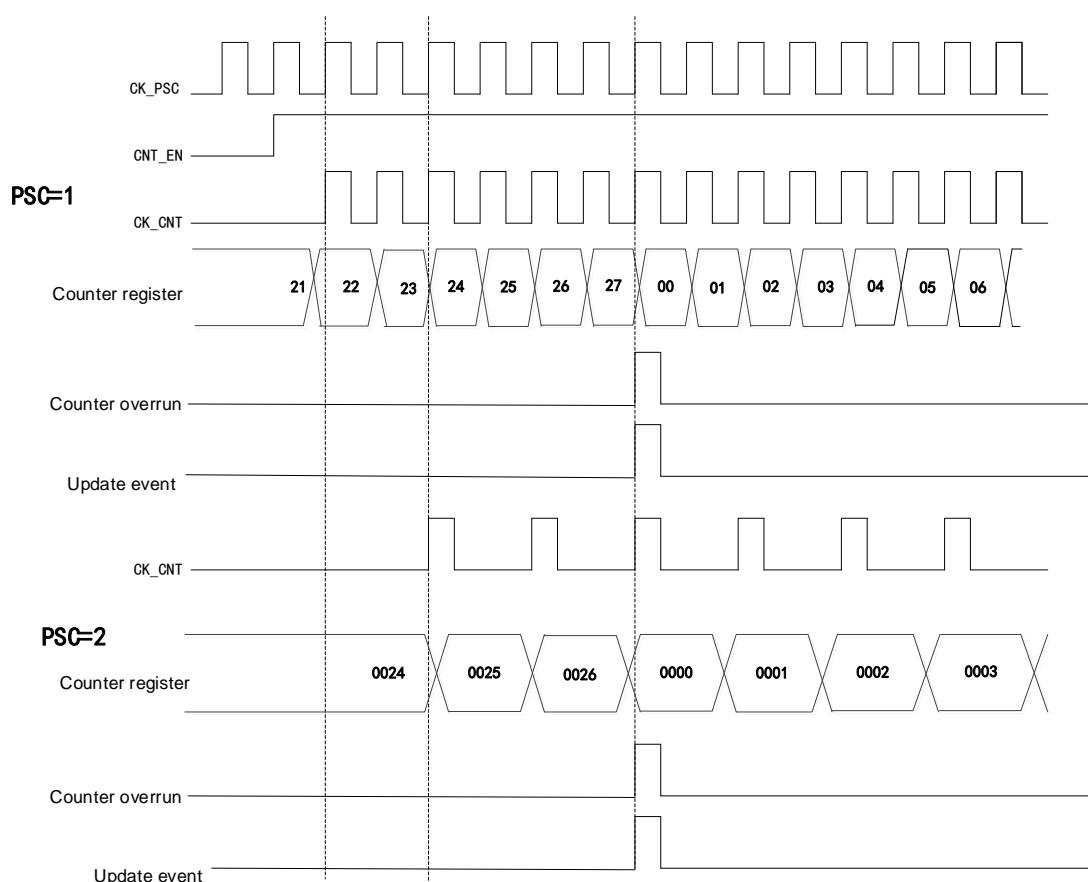 CK_PSC
CNT_EN
PSC=1
CK_CNT
Counter register 21 22 23 24 25 26 27 00 01 02 03 04 05 06
Counter overrun
Update event
CK_CNT
PSC=2
Counter register 0024 0025 0026 0000 0001 0002 0003
Counter overrun
Update event